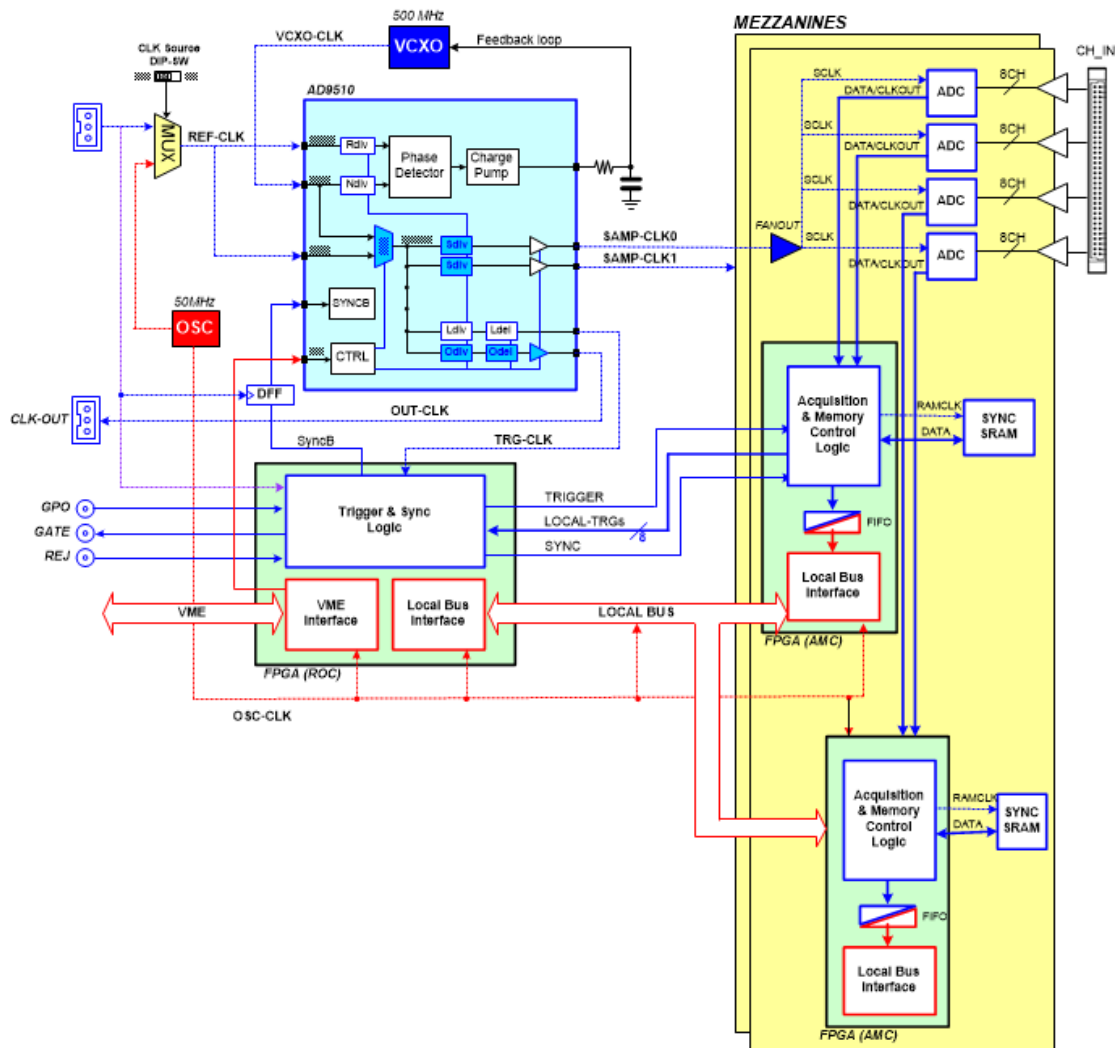 500 MHz
MEZZANINES
VCXO-CLK
VCXO
Feedback loop
CH_IN
CLK Source
DIP-SW
AD9510
SCLK
DATA/CLKOUT
ADC
8CH
MUX
REF-CLK
Rdiv
Phase
Detector
Charge
Pump
Ndiv
SCLK
DATA/CLKOUT
ADC
8CH
SCLK
DATA/CLKOUT
ADC
8CH
FANOUT
SCLK
DATA/CLKOUT
ADC
8CH
Sdiv
SAMP-CLK0
Sdiv
SAMP-CLK1
50MHz
OSC
SYNCB
Ldiv
Ldel
CTRL
Odiv
Odel
DFF
CLK-OUT
OUT-CLK
SyncB
TRG-CLK
Acquisition
& Memory
Control
Logic
RAMCLK
DATA
SYNC
SRAM
GPO
GATE
REJ
Trigger & Sync
Logic
TRIGGER
LOCAL-TRGs
8
SYNC
FIFO
VME
VME
Interface
Local Bus
Interface
LOCAL BUS
Local Bus
Interface
FPGA (ROC)
FPGA (AMC)
OSC-CLK
Acquisition
& Memory
Control
Logic
RAMCLK
DATA
SYNC
SRAM
FIFO
Local Bus
Interface
FPGA (AMC)